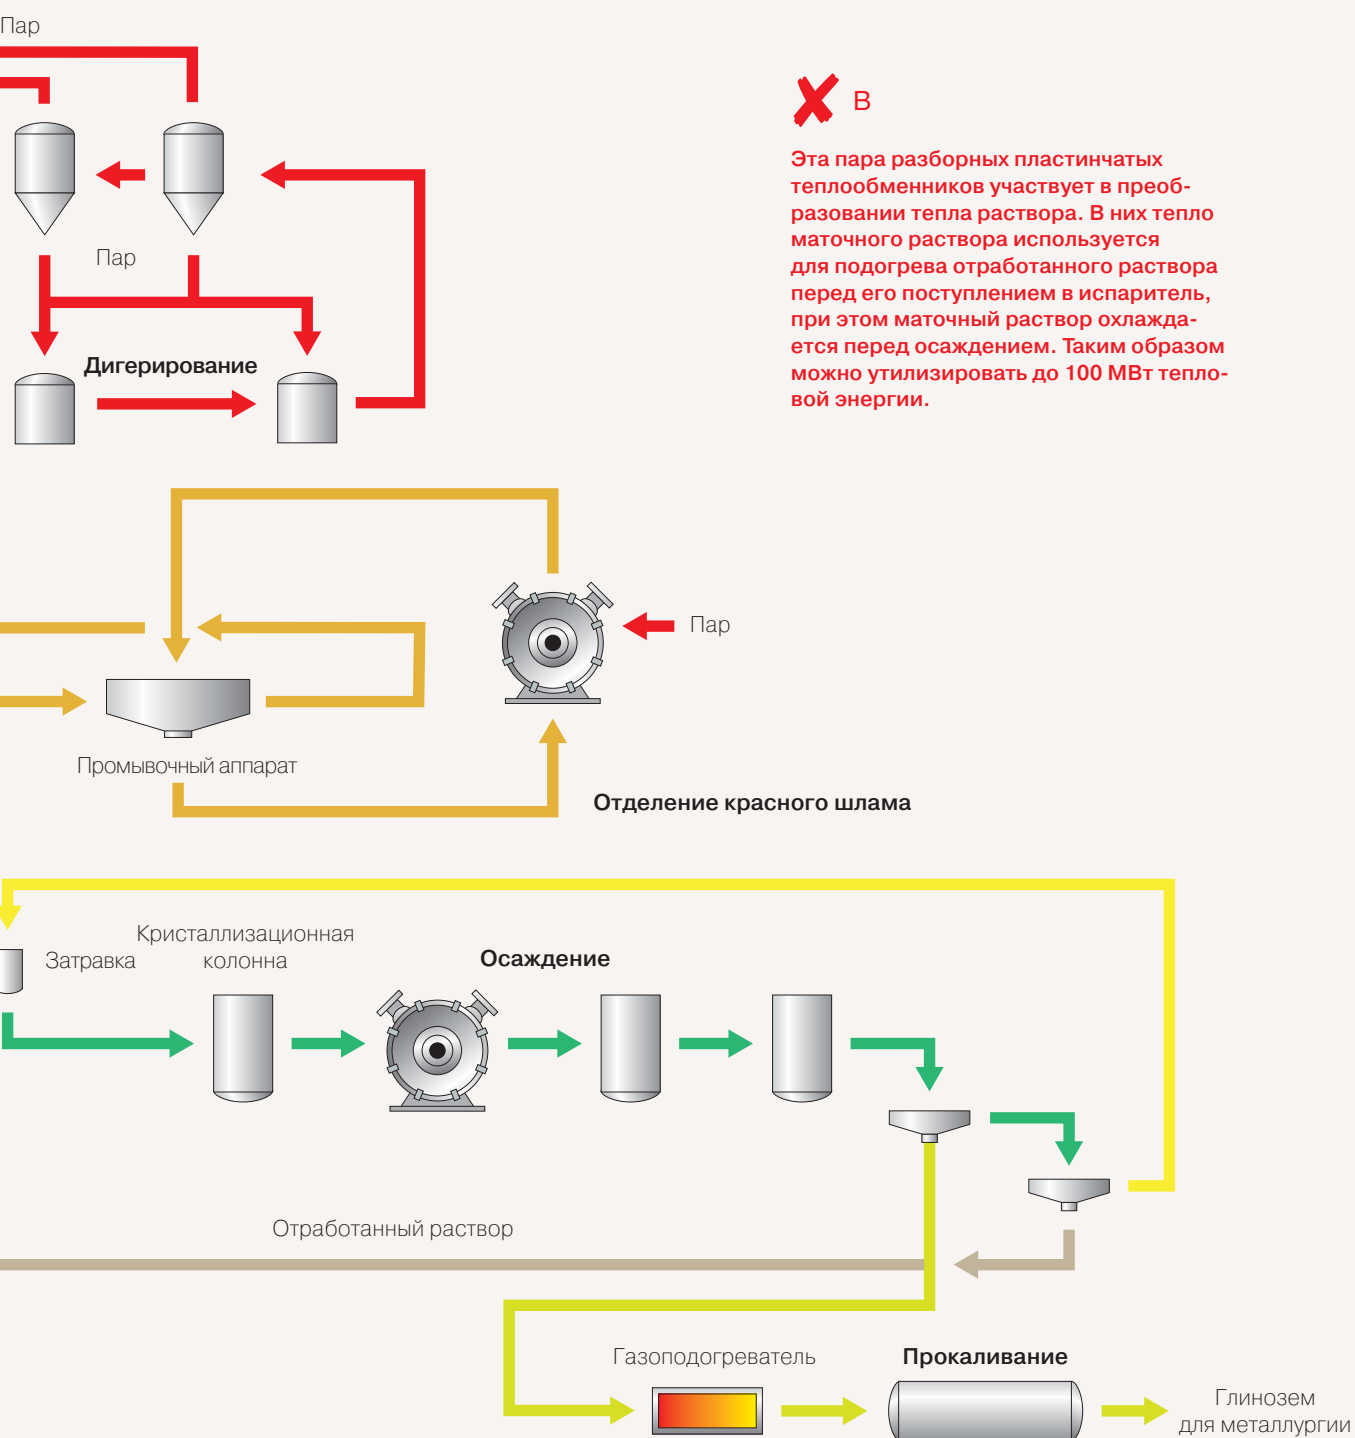 Пар
В
Эта пара разборных пластинчатых
теплообменников участвует в преоб-
разовании тепла раствора. В них тепло
маточного раствора используется
для подогрева отработанного раствора
перед его поступлением в испаритель,
при этом маточный раствор охлажда-
ется перед осаждением. Таким образом
можно утилизировать до 100 МВт тепло-
вой энергии.
Пар
Дигерирование
Пар
Промывочный аппарат
Отделение красного шлама
Затравка
Кристаллизационная
колонна
Осаждение
Отработанный раствор
Газоподогреватель
Прокаливание
Глинозем
для металлургии